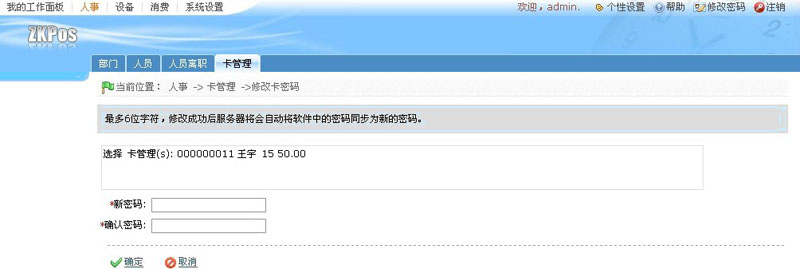 我的工作面板 | 人事 | 设备 | 消费 | 系统设置 欢迎, admin. 个性设置 帮助 修改密码 注销
ZKPos
部门 人员 人员离职 卡管理
当前位置： 人事 -> 卡管理 ->修改卡密码
最多6位字符，修改成功后服务器将会自动将软件中的密码同步为新的密码。
选择 卡管理(s): 000000011 王宇 15 50.00
*新密码:
*确认密码:
确定 取消